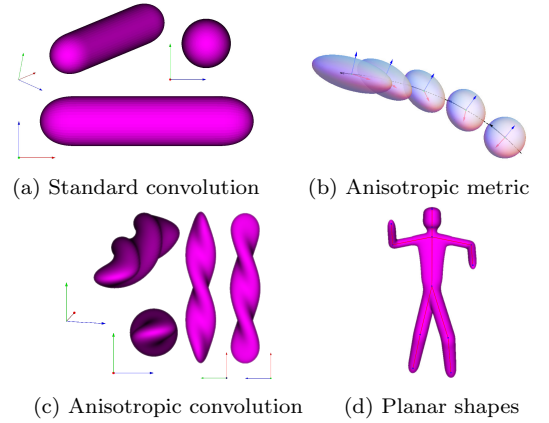 (a) Standard convolution
(b) Anisotropic metric
(c) Anisotropic convolution
(d) Planar shapes